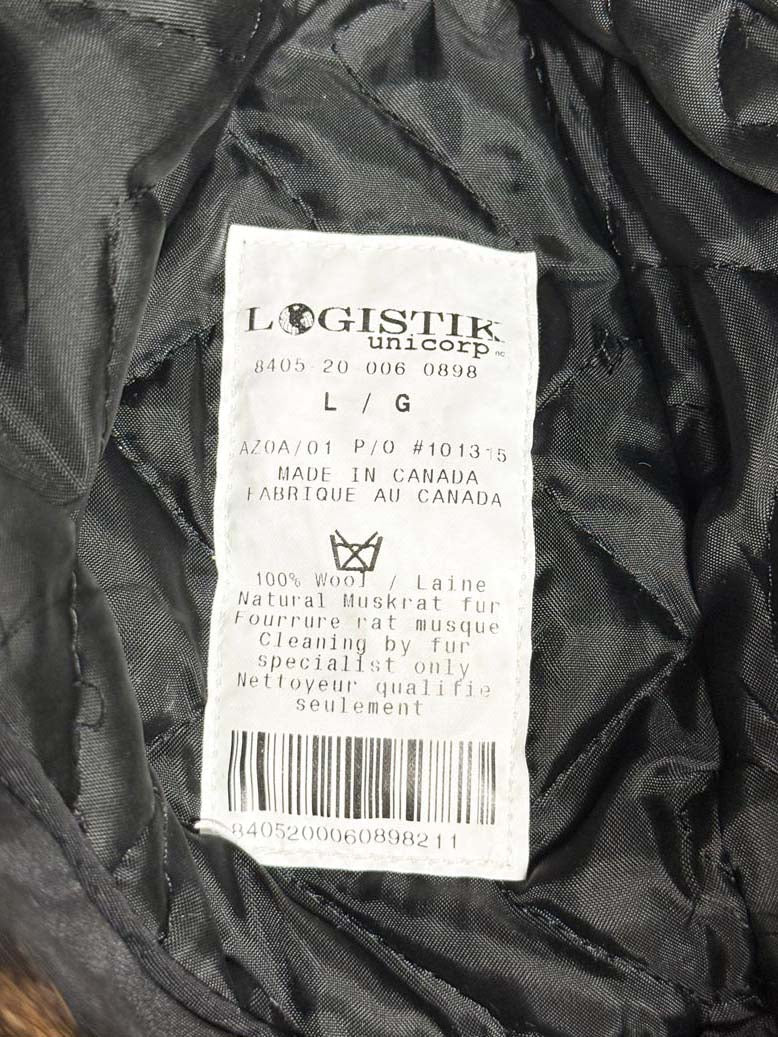 LOGISTIK
unicorp inc
8405 20 006 0898
L / G
AZ0A/01 P/O #101315
MADE IN CANADA
FABRIQUE AU CANADA
100% Wool / Laine
Natural Muskrat fur
Fourrure rat musque
Cleaning by fur
specialist only
Nettoyeur qualifie
seulement
8405200060898211